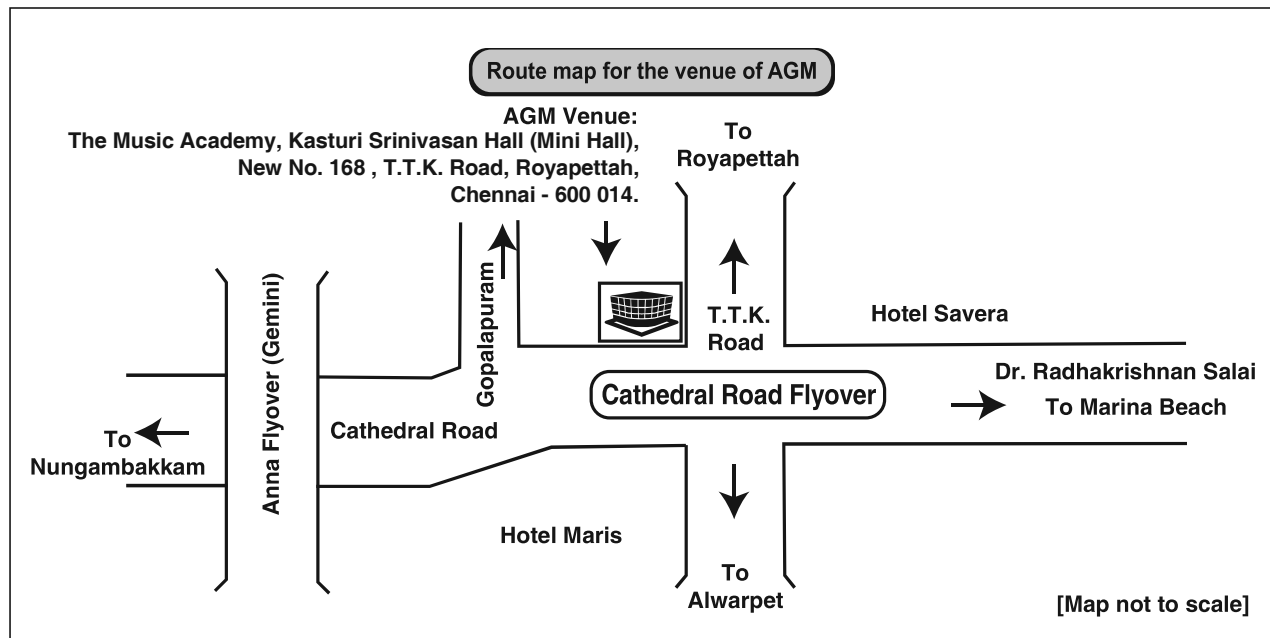 Route map for the venue of AGM
AGM Venue:
The Music Academy, Kasturi Srinivasan Hall (Mini Hall),
New No. 168 , T.T.K. Road, Royapettah,
Chennai - 600 014.
To
Royapettah
Anna Flyover (Gemini)
Gopalapuram
T.T.K.
Road
Hotel Savera
Cathedral Road Flyover
Dr. Radhakrishnan Salai
To Marina Beach
To
Nungambakkam
Cathedral Road
Hotel Maris
To
Alwarpet
[Map not to scale]